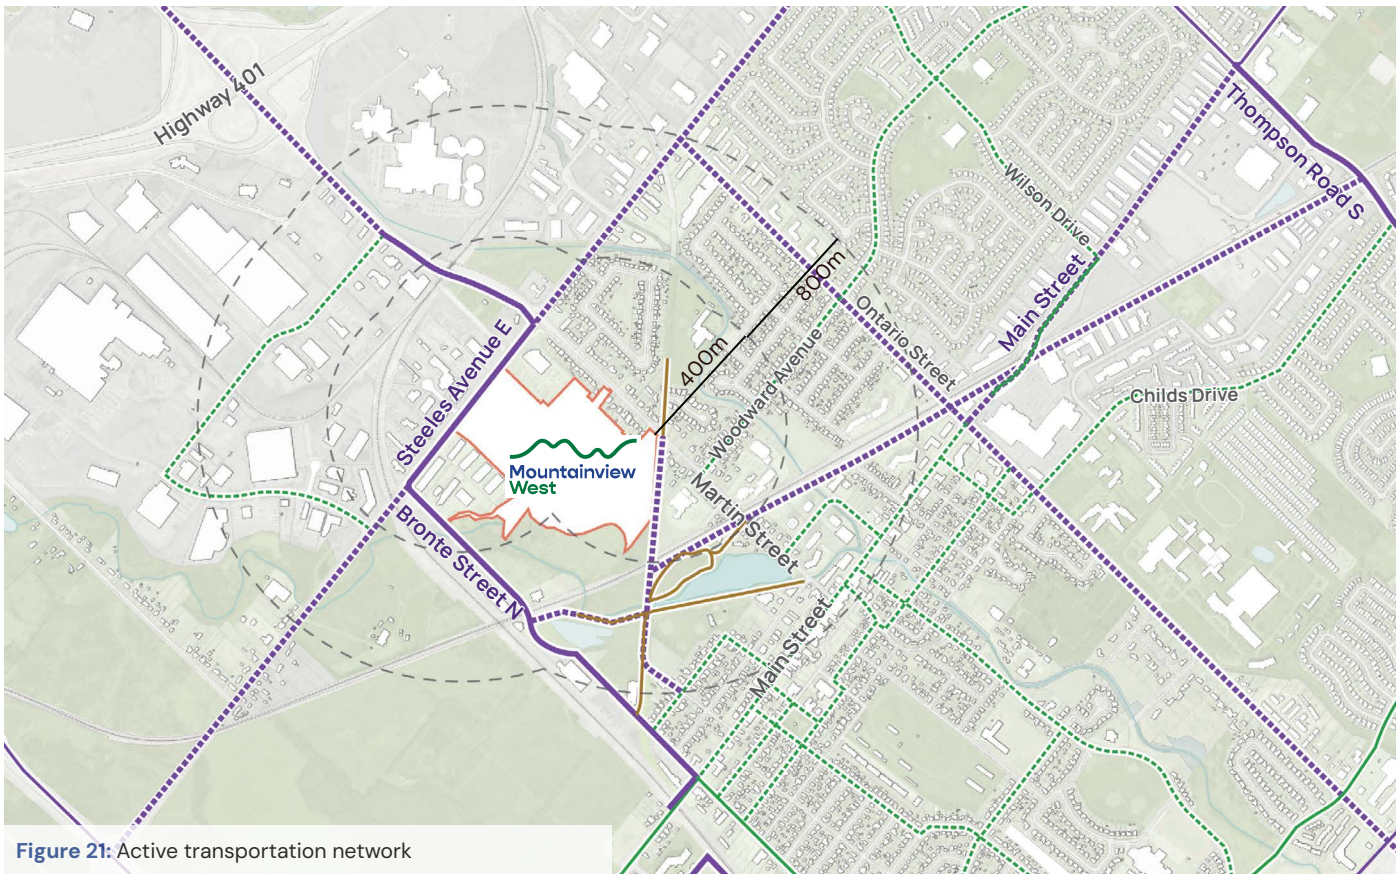 Highway 401
Thompson Road S
Wilson Drive
Main Street
800m
Ontario Street
Steeles Avenue E
400m
Woodward Avenue
Childs Drive
Mountainview
West
Martin Street
Bronte Street N
Main Street
Figure 21: Active transportation network